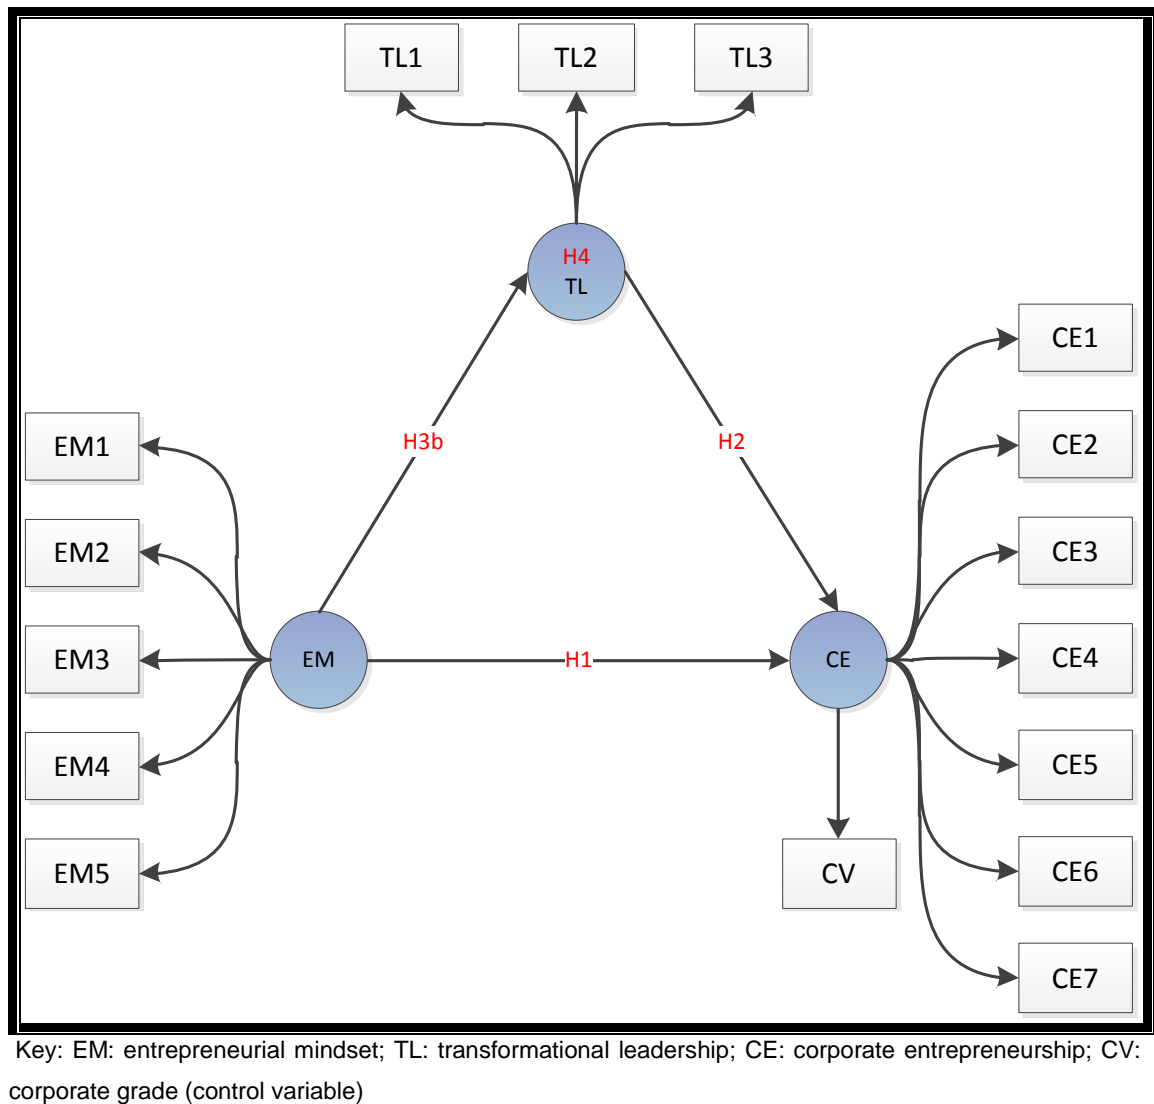 TL1 TL2 TL3
H4
TL
CE1
EM1 H3b H2 CE2
EM2 CE3
EM3 EM H1 CE CE4
EM4 CE5
EM5 CV CE6
CE7
Key: EM: entrepreneurial mindset; TL: transformational leadership; CE: corporate entrepreneurship; CV:
corporate grade (control variable)